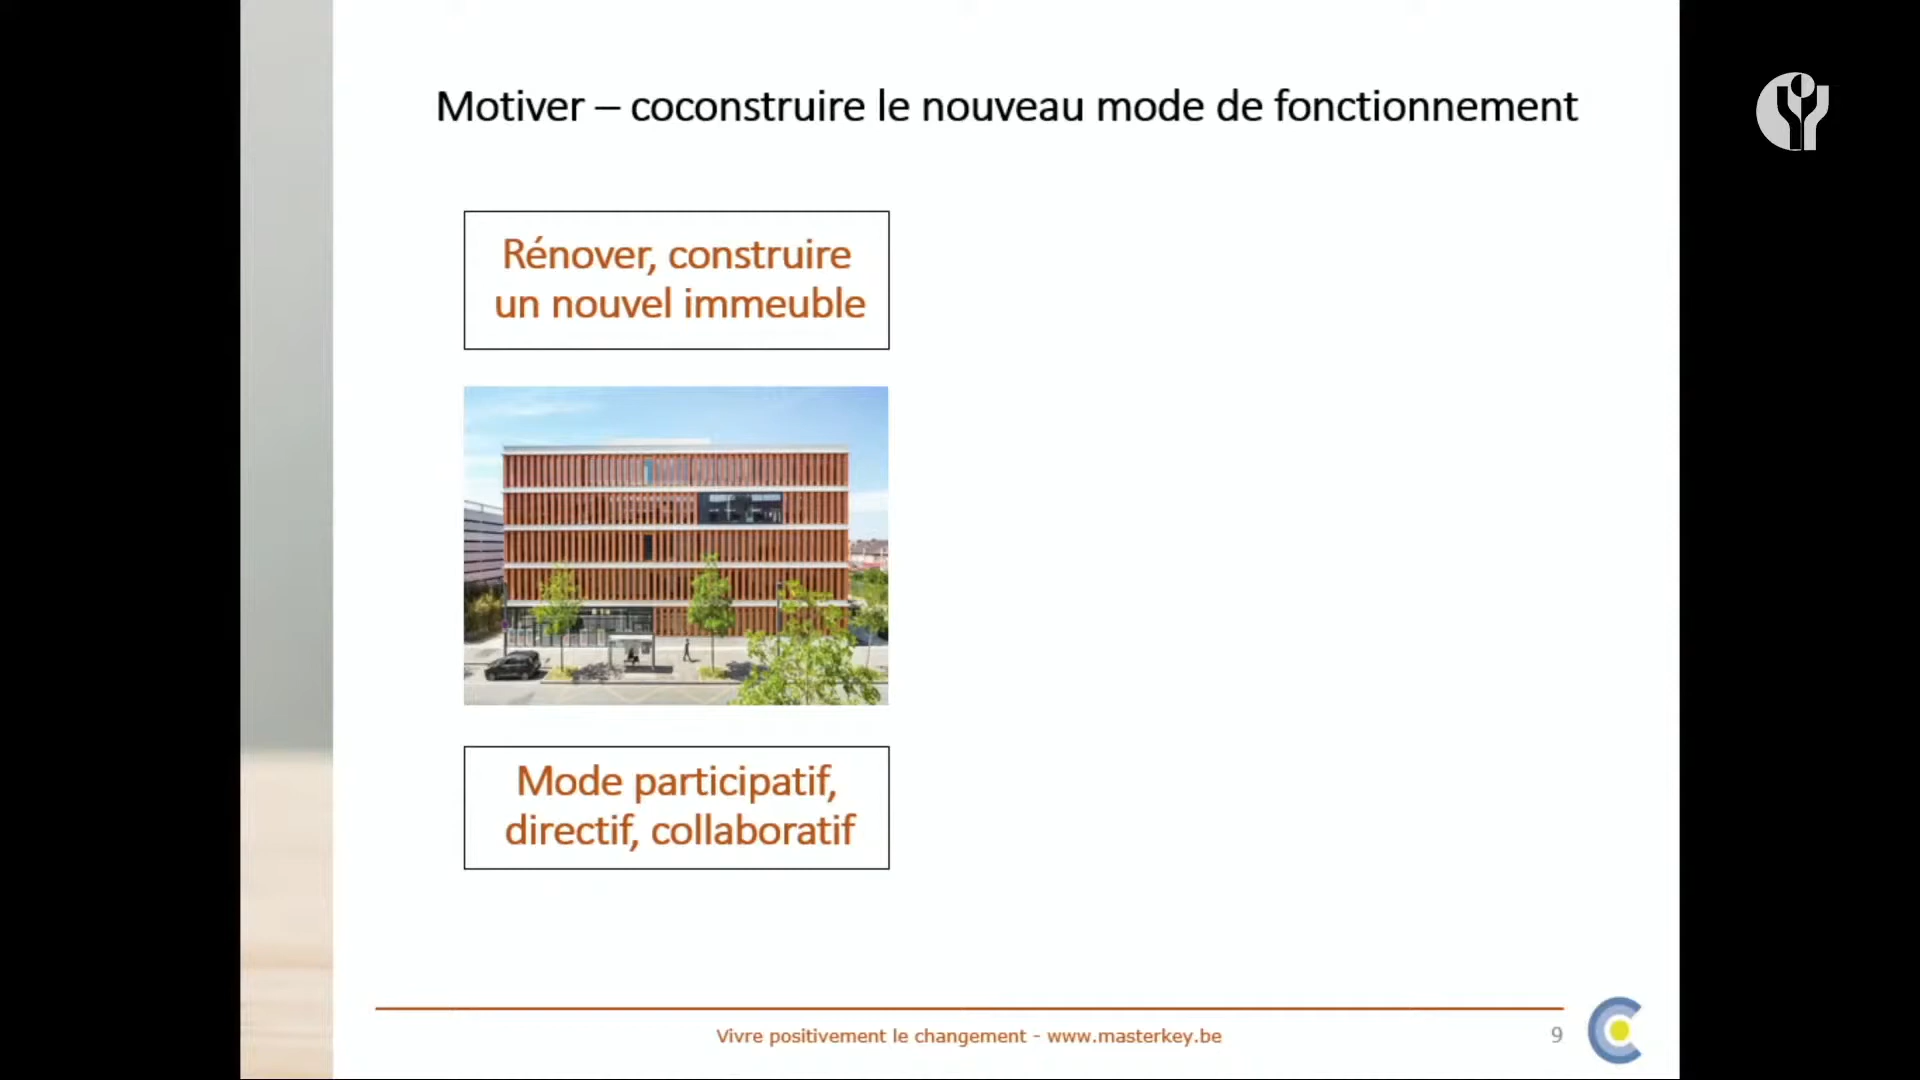 Motiver – coconstruire le nouveau mode de fonctionnement
Rénover, construire
un nouvel immeuble
Mode participatif,
directif, collaboratif
Vivre positivement le changement - www.masterkey.be
9